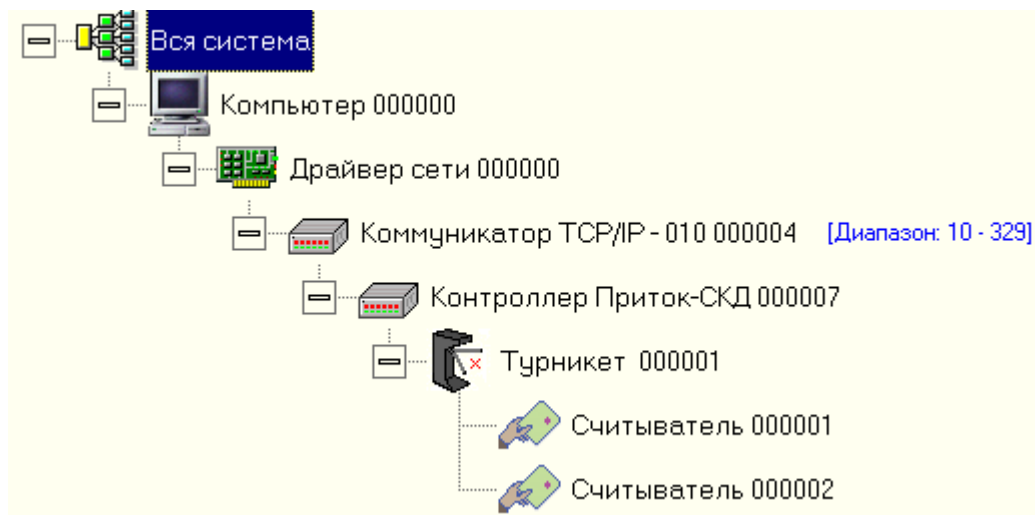 Вся система
Компьютер 000000
Драйвер сети 000000
Коммуникатор TCP/IP - 010 000004 [Диапазон: 10 - 329]
Контроллер Приток-СКД 000007
Турникет 000001
Считыватель 000001
Считыватель 000002